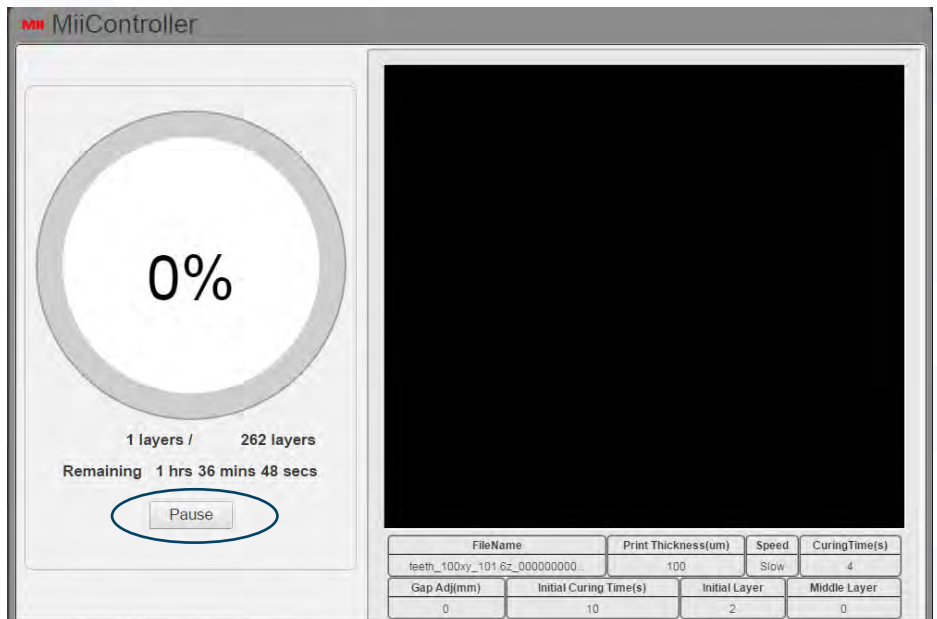 MII MiiController
0%
1 layers / 262 layers
Remaining 1 hrs 36 mins 48 secs
Pause
FileName Print Thickness(um) Speed CuringTime(s)
teeth_100xy_101.6z_000000000... 100 Slow 4
Gap Adj(mm) Initial Curing Time(s) Initial Layer Middle Layer
0 10 2 0